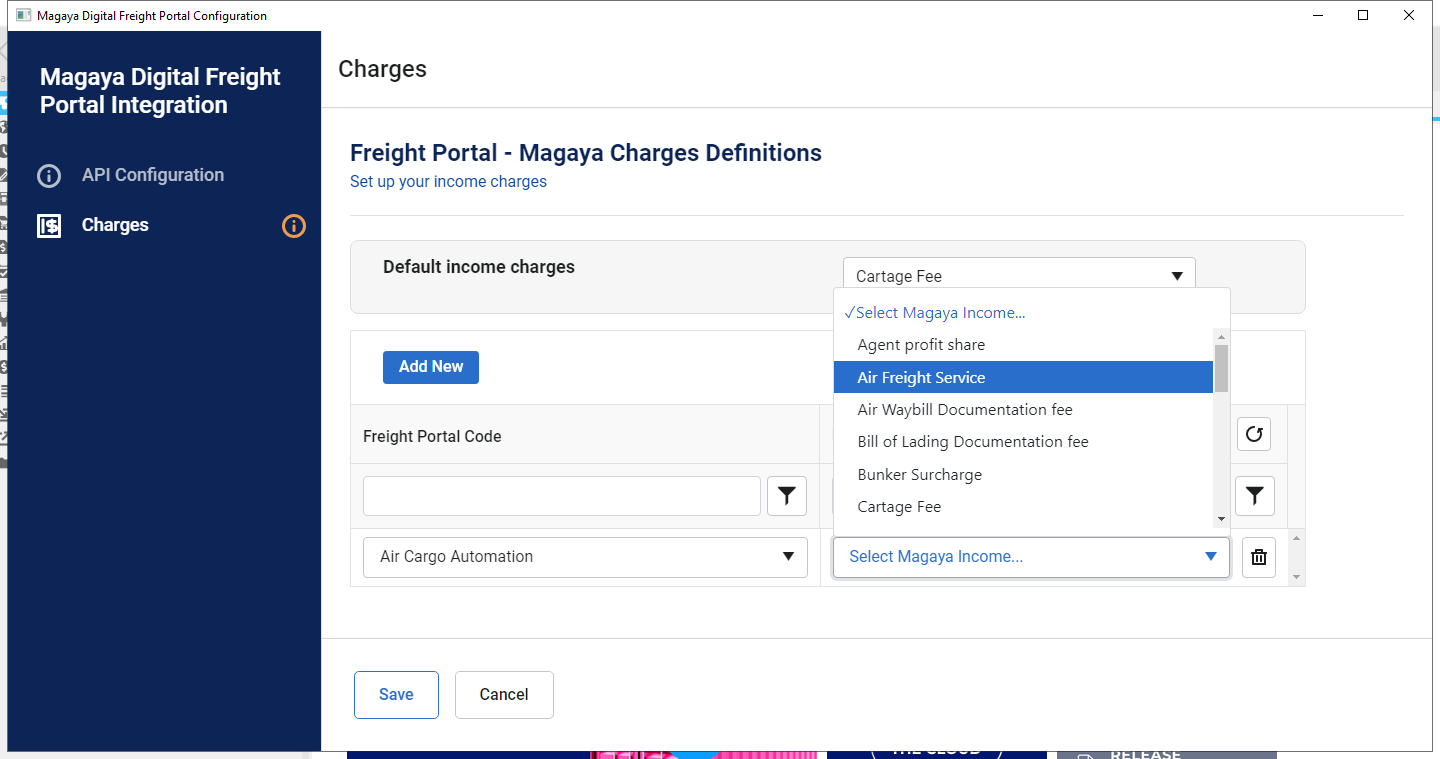 Magaya Digital Freight Portal Configuration
Magaya Digital Freight
Portal Integration
API Configuration
Charges
Charges
Freight Portal - Magaya Charges Definitions
Set up your income charges
Default income charges
Cartage Fee
✓Select Magaya Income...
Agent profit share
Air Freight Service
Air Waybill Documentation fee
Bill of Lading Documentation fee
Bunker Surcharge
Cartage Fee
Add New
Freight Portal Code
Air Cargo Automation
Select Magaya Income...
Save
Cancel
THE CLOUD
RELEASE